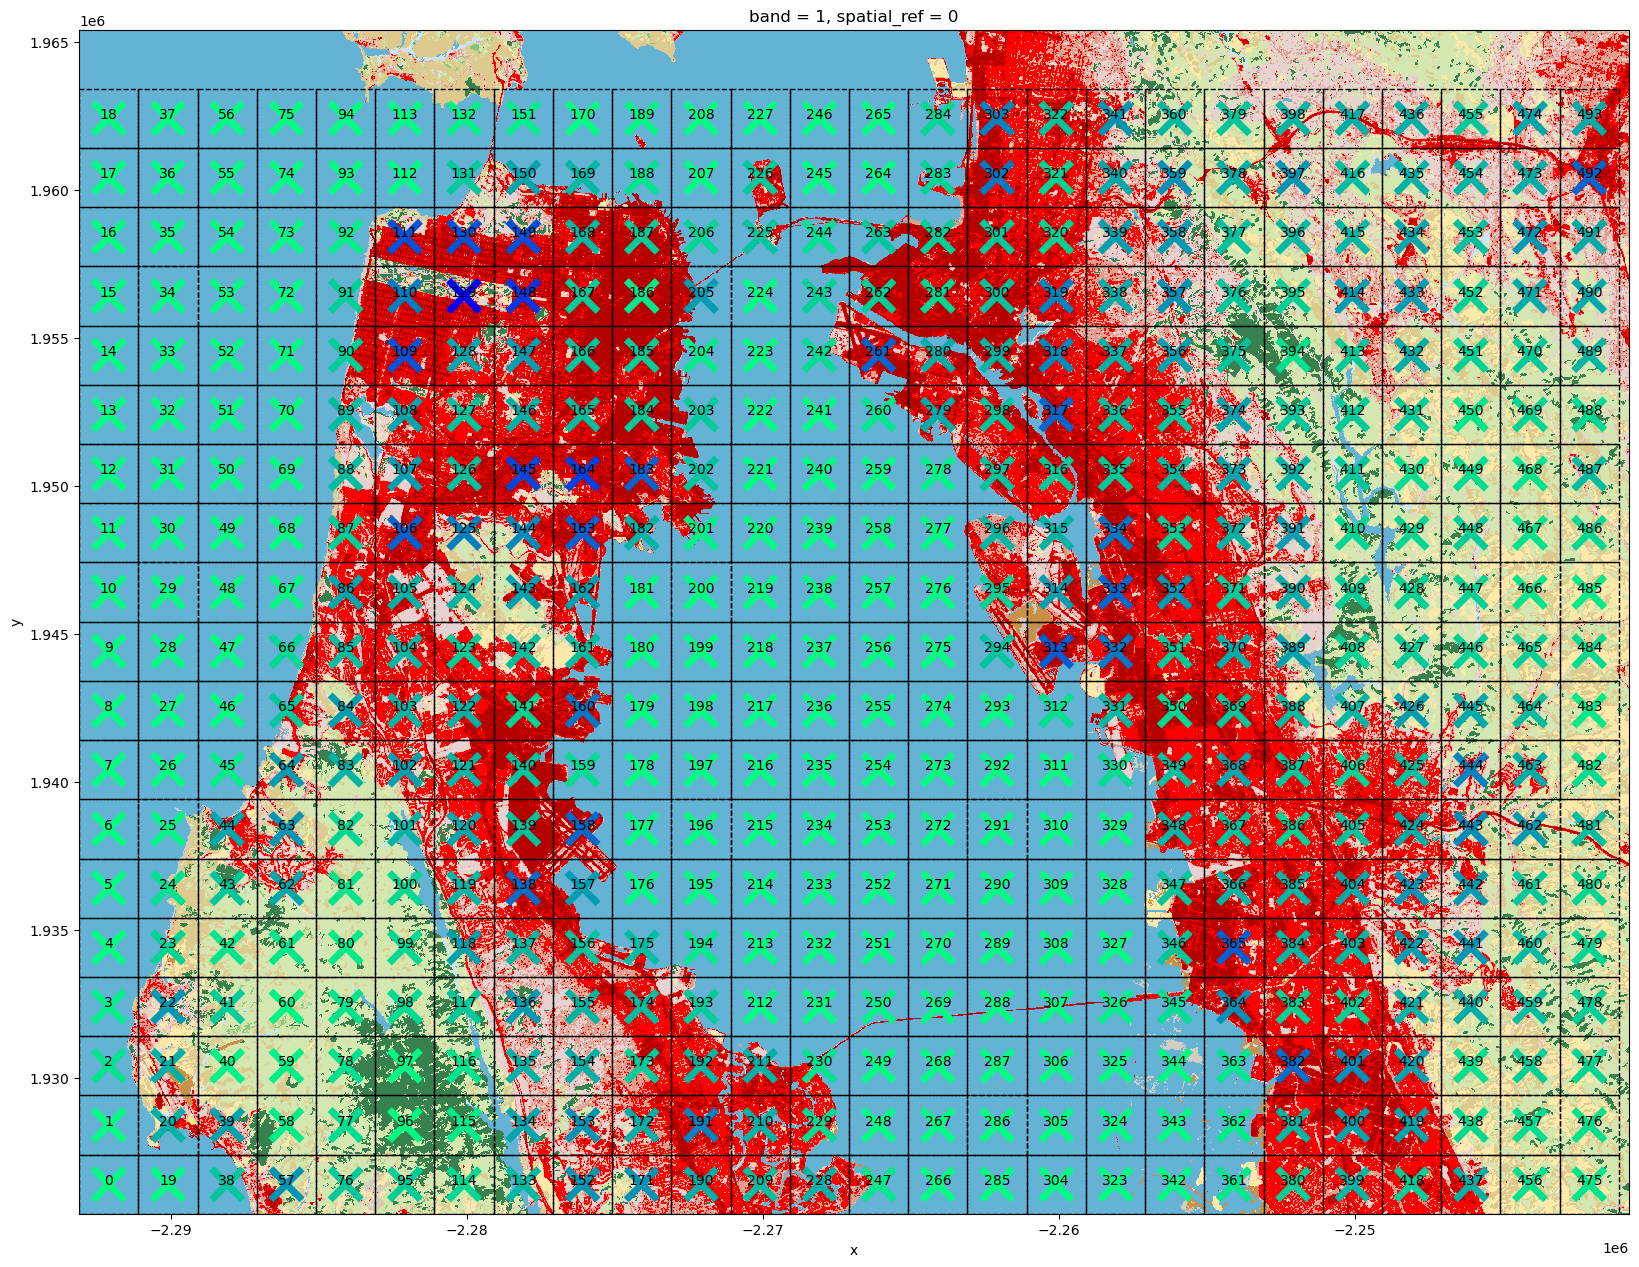 band = 1, spatial_ref = 0
1e6
1.965
18 37 56 75 94 113 132 151 170 189 208 227 246 265 284 303 322 341 360 379 398 417 436 455 474 493
1.960
17 36 55 74 93 112 131 150 169 188 207 226 245 264 283 302 321 340 359 378 397 416 435 454 473 492
16 35 54 73 92 111 130 149 168 187 206 225 244 263 282 301 320 339 358 377 396 415 434 453 472 491
15 34 53 72 91 110 129 148 167 186 205 224 243 262 281 300 319 338 357 376 395 414 433 452 471 490
1.955
14 33 52 71 90 109 128 147 166 185 204 223 242 261 280 299 318 337 356 375 394 413 432 451 470 489
13 32 51 70 89 108 127 146 165 184 203 222 241 260 279 298 317 336 355 374 393 412 431 450 469 488
1.950
12 31 50 69 88 107 126 145 164 183 202 221 240 259 278 297 316 335 354 373 392 411 430 449 468 487
11 30 49 68 87 106 125 144 163 182 201 220 239 258 277 296 315 334 353 372 391 410 429 448 467 486
10 29 48 67 86 105 124 143 162 181 200 219 238 257 276 295 314 333 352 371 390 409 428 447 466 485
1.945
9 28 47 66 85 104 123 142 161 180 199 218 237 256 275 294 313 332 351 370 389 408 427 446 465 484
y
8 27 46 65 84 103 122 141 160 179 198 217 236 255 274 293 312 331 350 369 388 407 426 445 464 483
1.940
7 26 45 64 83 102 121 140 159 178 197 216 235 254 273 292 311 330 349 368 387 406 425 444 463 482
6 25 44 63 82 101 120 139 158 177 196 215 234 253 272 291 310 329 348 367 386 405 424 443 462 481
5 24 43 62 81 100 119 138 157 176 195 214 233 252 271 290 309 328 347 366 385 404 423 442 461 480
1.935
4 23 42 61 80 99 118 137 156 175 194 213 232 251 270 289 308 327 346 365 384 403 422 441 460 479
3 22 41 60 79 98 117 136 155 174 193 212 231 250 269 288 307 326 345 364 383 402 421 440 459 478
1.930
2 21 40 59 78 97 116 135 154 173 192 211 230 249 268 287 306 325 344 363 382 401 420 439 458 477
1 20 39 58 77 96 115 134 153 172 191 210 229 248 267 286 305 324 343 362 381 400 419 438 457 476
0 19 38 57 76 95 114 133 152 171 190 209 228 247 266 285 304 323 342 361 380 399 418 437 456 475
−2.29 −2.28 −2.27 −2.26 −2.25
x
1e6